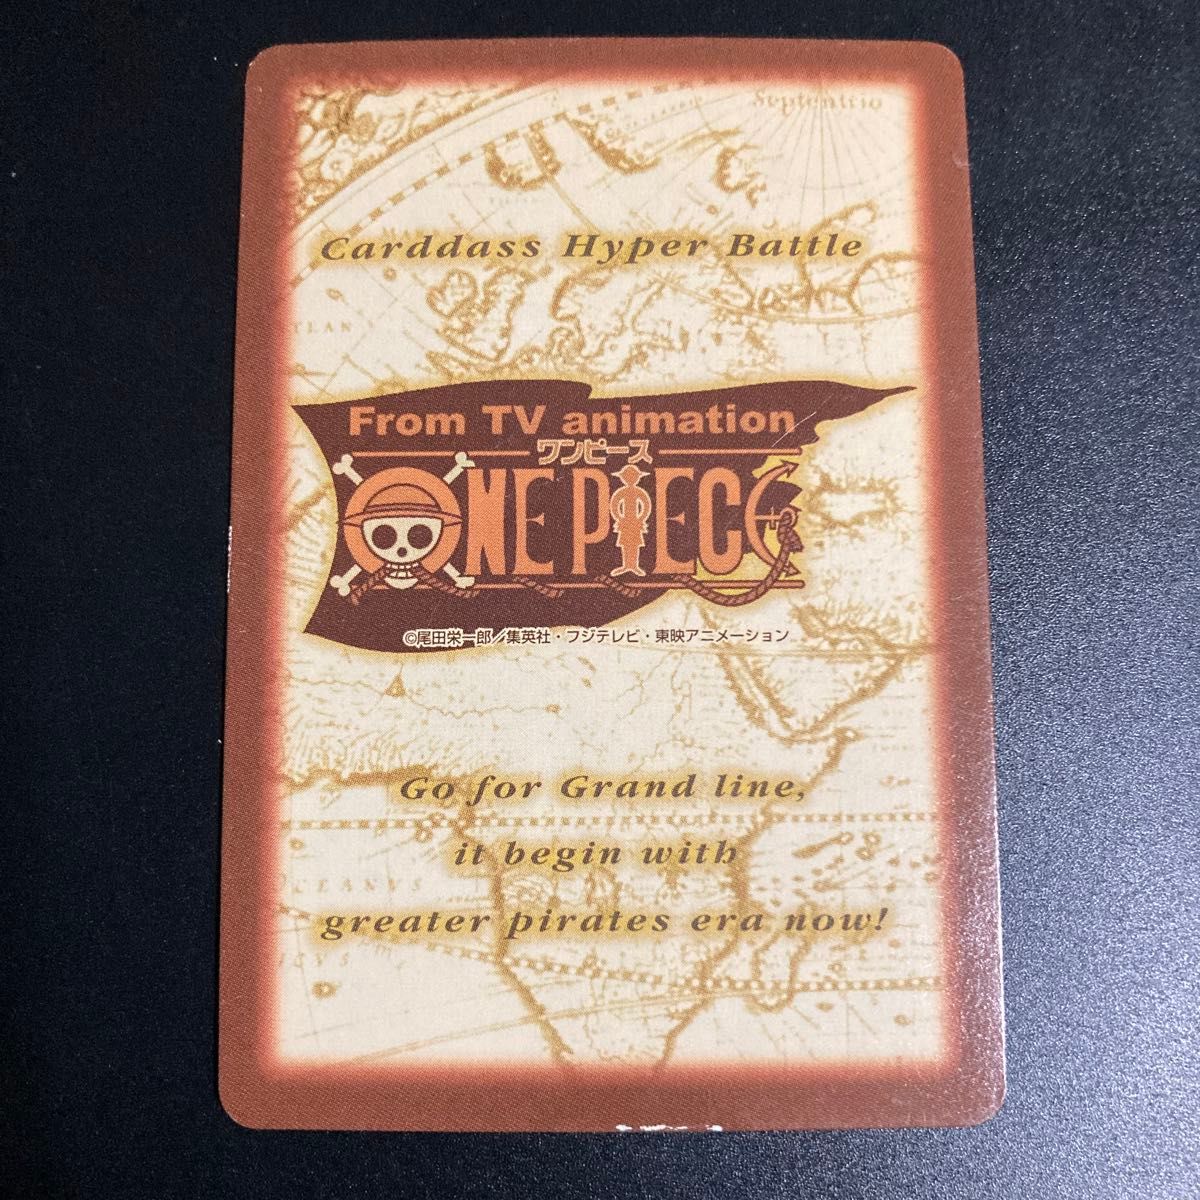 Septentrio
Carddass Hyper Battle
From TV animation
ワンピース
ONE PIECE
©尾田栄一郎／集英社・フジテレビ・東映アニメーション
Go for Grand line,
it begin with
OCEANVS
greater pirates era now!